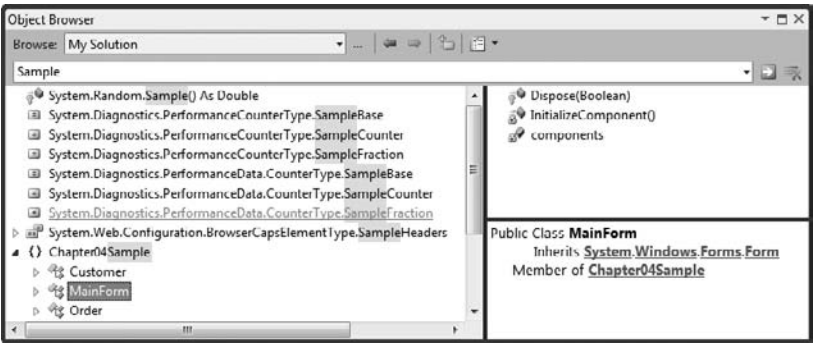 Object Browser
Browse: My Solution
...
Sample
System.Random.Sample() As Double
System.Diagnostics.PerformanceCounterType.SampleBase
System.Diagnostics.PerformanceCounterType.SampleCounter
System.Diagnostics.PerformanceCounterType.SampleFraction
System.Diagnostics.PerformanceData.CounterType.SampleBase
System.Diagnostics.PerformanceData.CounterType.SampleCounter
System.Diagnostics.PerformanceData.CounterType.SampleFraction
System.Web.Configuration.BrowserCapsElementType.SampleHeaders
{} Chapter04Sample
Customer
MainForm
Order
Dispose(Boolean)
InitializeComponent()
components
Public Class MainForm
Inherits System.Windows.Forms.Form
Member of Chapter04Sample